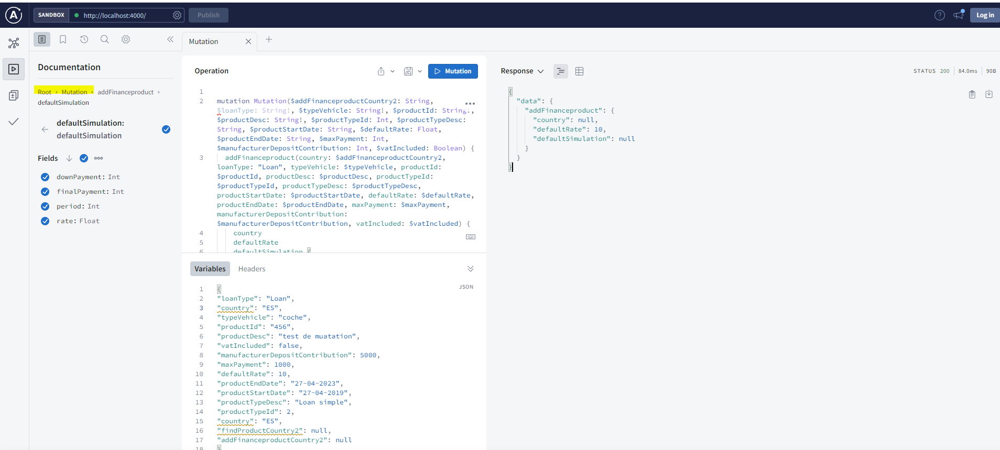 SANDBOX
http://localhost:4000/
Publish
Log in
Mutation
Documentation
Root › Mutation › addFinanceproduct ›
defaultSimulation
defaultSimulation:
defaultSimulation
Fields
downPayment: Int
finalPayment: Int
period: Int
rate: Float
Operation
Mutation
1
2 mutation Mutation($addFinanceproductCountry2: String,
$loanType: String!, $typeVehicle: String!, $productId: String!,
$productDesc: String!, $productTypeId: Int, $productTypeDesc:
String, $productStartDate: String, $defaultRate: Float,
$productEndDate: String, $maxPayment: Int,
$manufacturerDepositContribution: Int, $vatIncluded: Boolean) {
3 addFinanceproduct(country: $addFinanceproductCountry2,
loanType: "Loan", typeVehicle: $typeVehicle, productId:
$productId, productDesc: $productDesc, productTypeId:
$productTypeId, productTypeDesc: $productTypeDesc,
productStartDate: $productStartDate, defaultRate: $defaultRate,
productEndDate: $productEndDate, maxPayment: $maxPayment,
manufacturerDepositContribution:
$manufacturerDepositContribution, vatIncluded: $vatIncluded) {
4 country
5 defaultRate
6 defaultSimulation {
Variables
Headers
JSON
1 {
2 "loanType": "Loan",
3 "country": "ES",
4 "typeVehicle": "coche",
5 "productId": "456",
6 "productDesc": "test de muatation",
7 "vatIncluded": false,
8 "manufacturerDepositContribution": 5000,
9 "maxPayment": 1000,
10 "defaultRate": 10,
11 "productEndDate": "27-04-2023",
12 "productStartDate": "27-04-2019",
13 "productTypeDesc": "Loan simple",
14 "productTypeId": 2,
15 "country": "ES",
16 "findProductCountry2": null,
17 "addFinanceproductCountry2": null
18 }
Response
STATUS 200
84.0ms
90B
{
"data": {
"addFinanceproduct": {
"country": null,
"defaultRate": 10,
"defaultSimulation": null
}
}
}